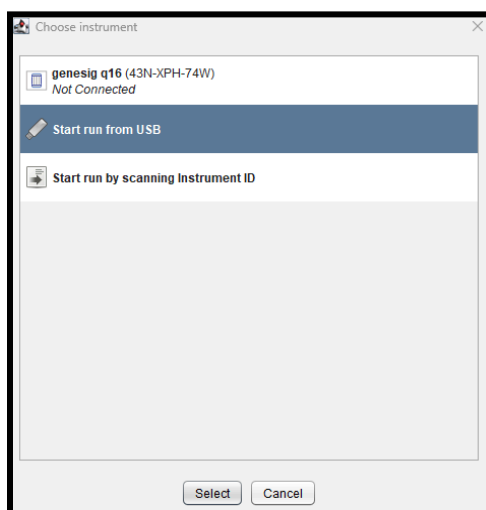 Choose instrument
genesig q16 (43N-XPH-74W)
Not Connected
Start run from USB
Start run by scanning Instrument ID
Select Cancel